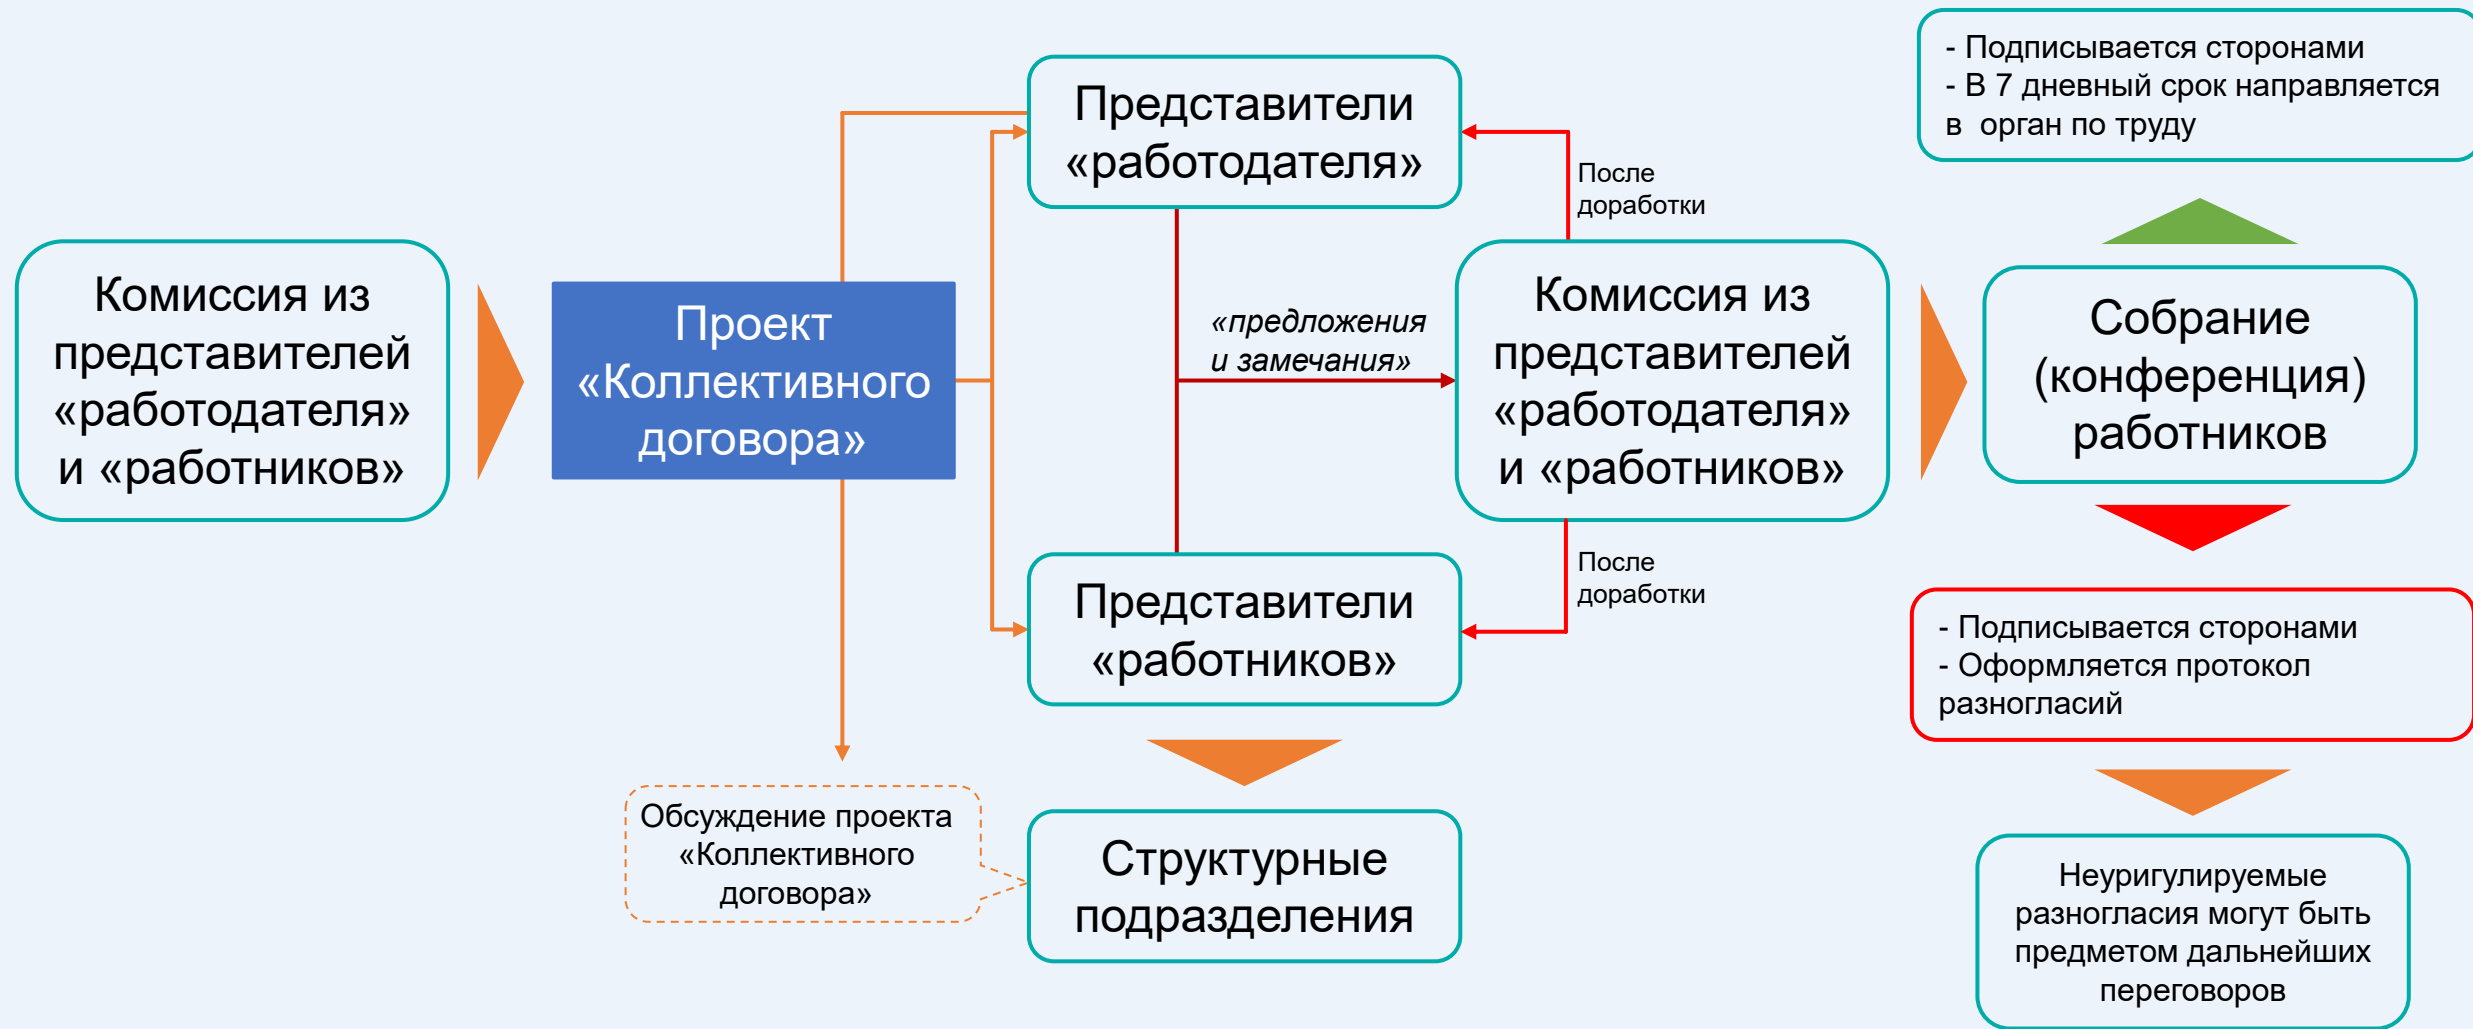 Комиссия из
представителей
«работодателя»
и «работников»
Проект
«Коллективного
договора»
Представители
«работодателя»
«предложения
и замечания»
Представители
«работников»
Обсуждение проекта
«Коллективного
договора»
Структурные
подразделения
После
доработки
Комиссия из
представителей
«работодателя»
и «работников»
После
доработки
- Подписывается сторонами
- В 7 дневный срок направляется
в  орган по труду
Собрание
(конференция)
работников
- Подписывается сторонами
- Оформляется протокол
разногласий
Неуригулируемые
разногласия могут быть
предметом дальнейших
переговоров